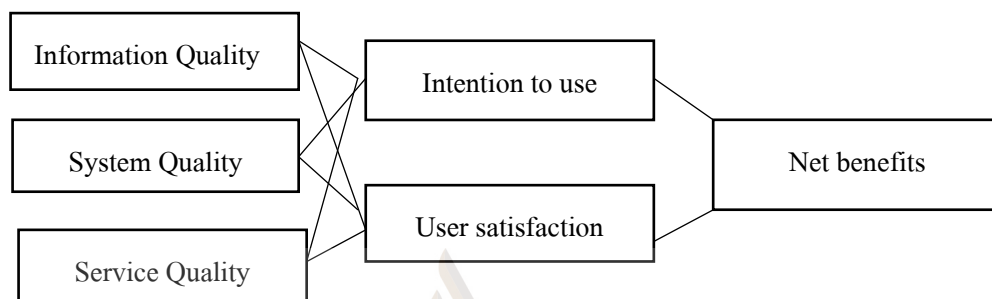 Information Quality
Intention to use
System Quality
Net benefits
User satisfaction
Service Quality